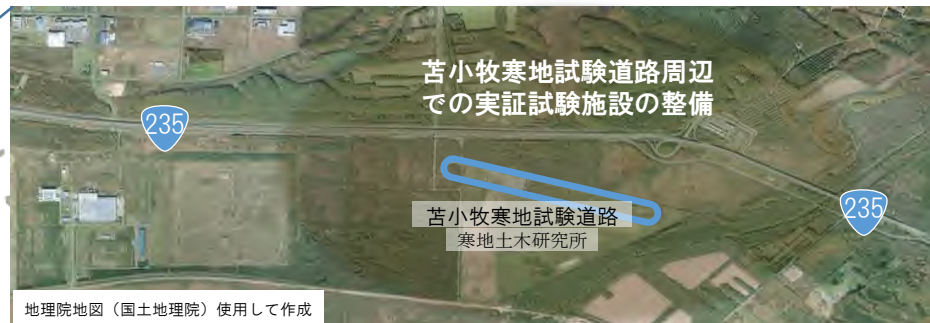 苫小牧寒地試験道路周辺
での実証試験施設の整備
235
苫小牧寒地試験道路
寒地土木研究所
235
地理院地図（国土地理院）使用して作成